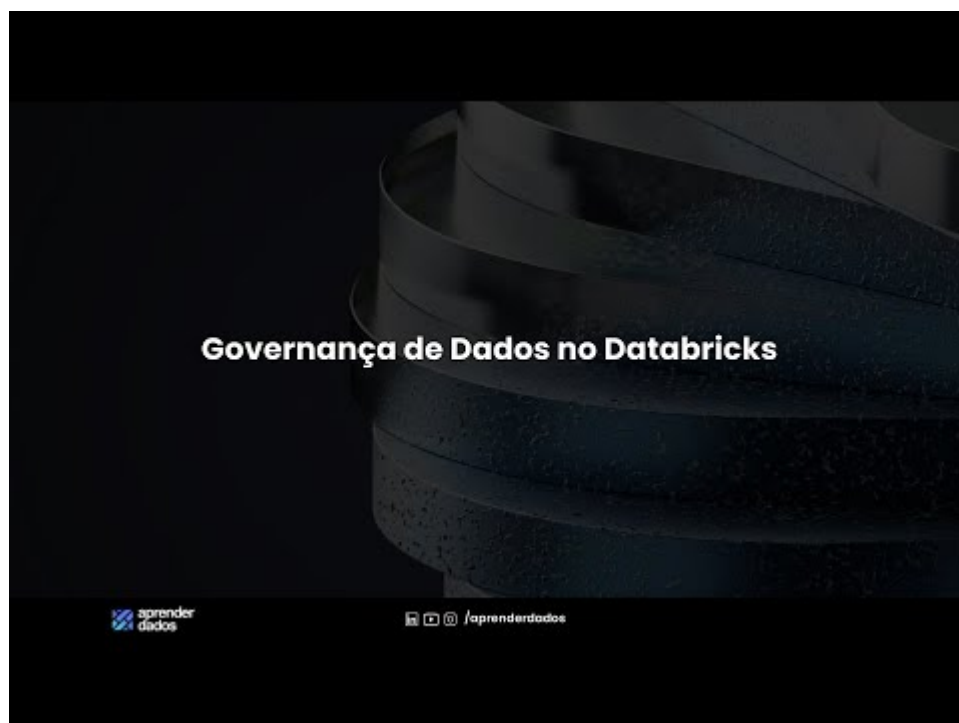 Governança de Dados no Databricks
aprender
dados
/aprenderdados